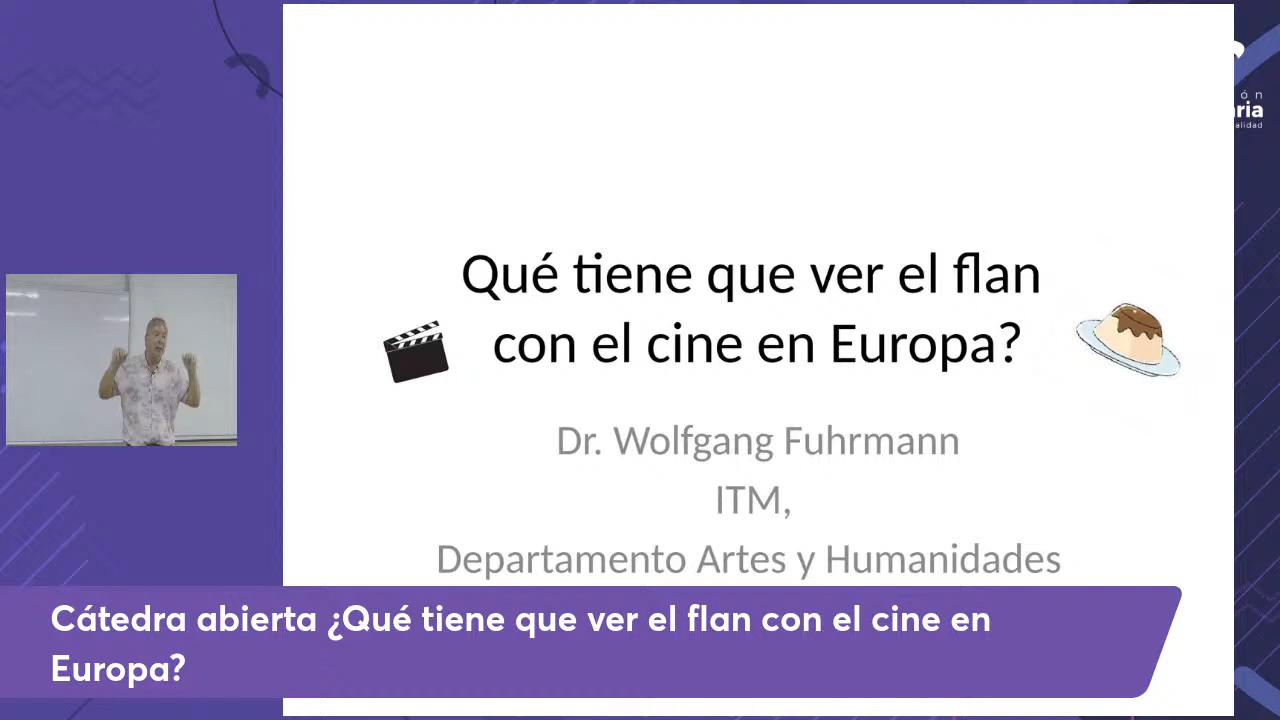 Qué tiene que ver el flan
con el cine en Europa?
Dr. Wolfgang Fuhrmann
ITM,
Departamento Artes y Humanidades
Cátedra abierta ¿Qué tiene que ver el flan con el cine en
Europa?